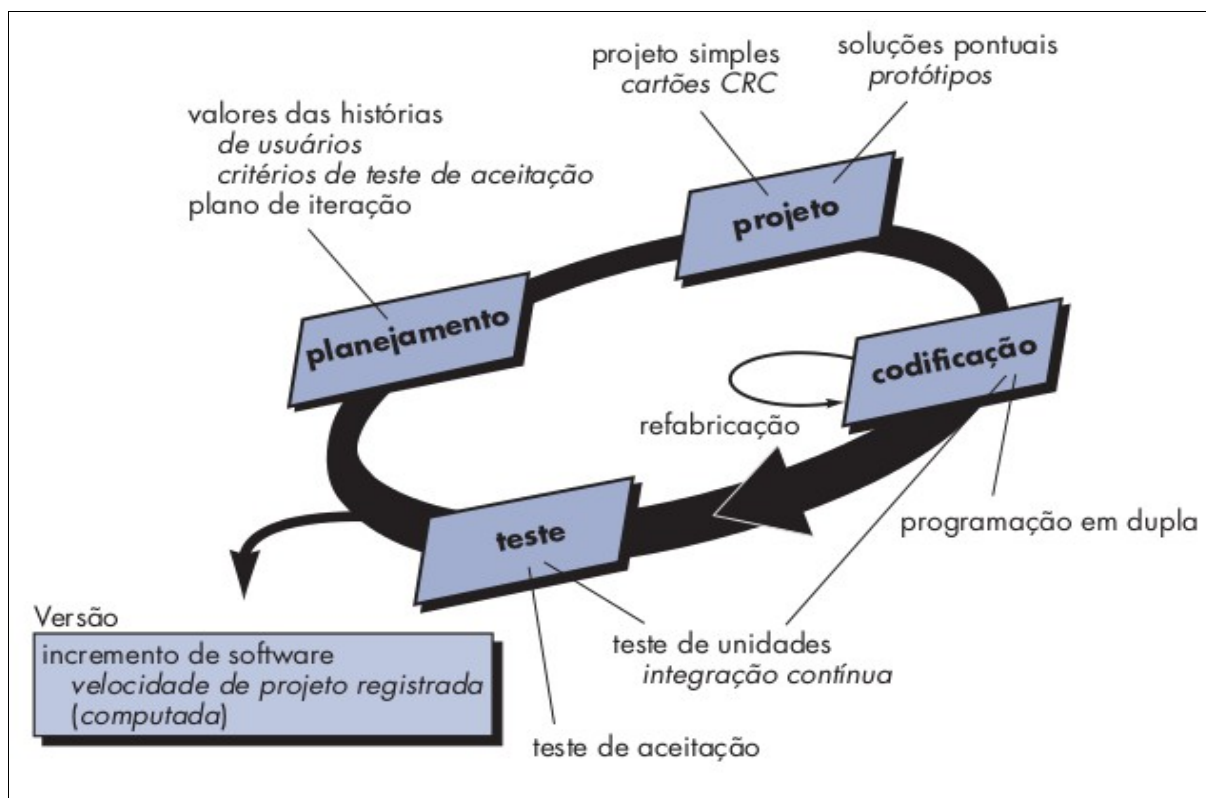 projeto simples
cartões CRC
soluções pontuais
protótipos
valores das histórias
de usuários
critérios de teste de aceitação
plano de iteração
projeto
planejamento
codificação
refabricação
programação em dupla
teste
teste de unidades
integração contínua
teste de aceitação
Versão
incremento de software
velocidade de projeto registrada
(computada)